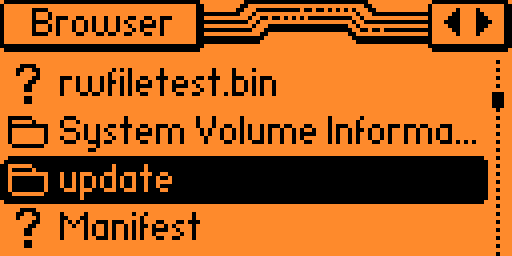 Browser
rwfiletest.bin
System Volume Informa...
update
Manifest